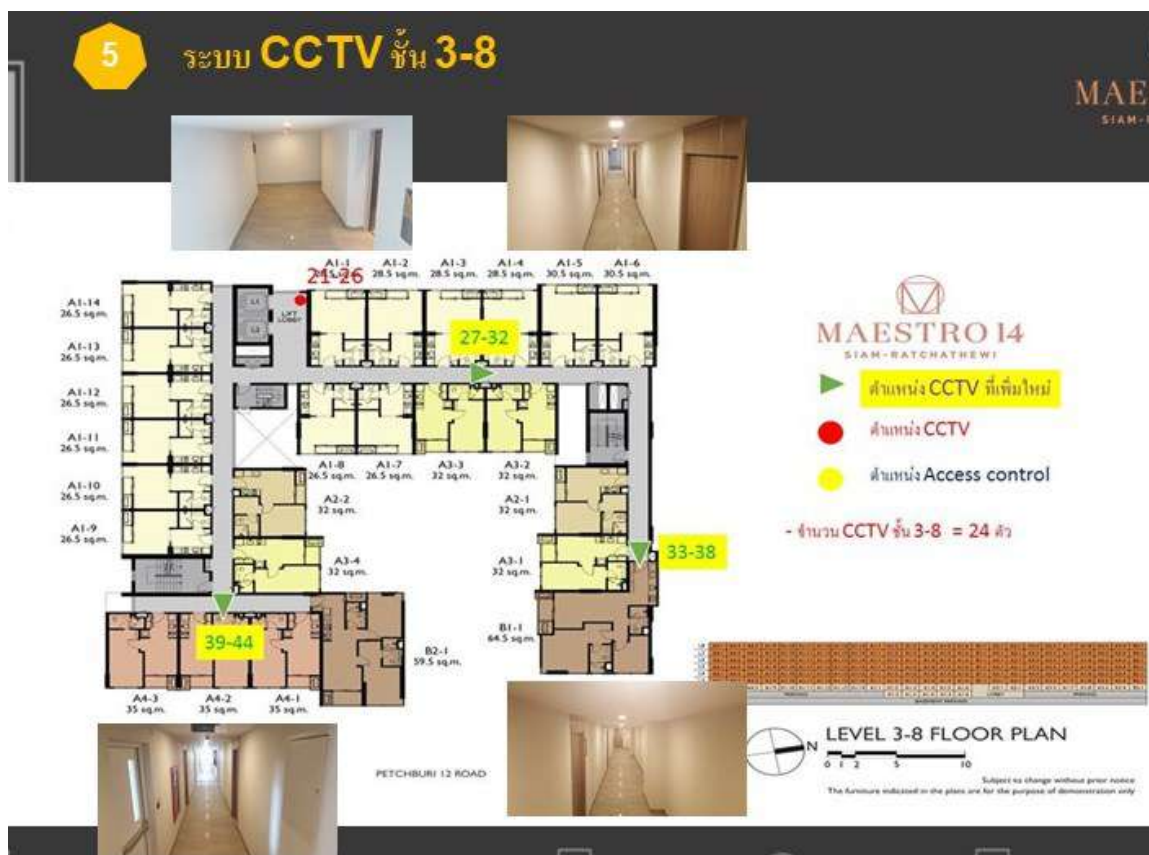 5
ระบบ CCTV ชั้น 3-8
MAE
SIAM-
A1-1
A1-2
28.5 sq.m.
A1-3
28.5 sq.m.
A1-4
28.5 sq.m.
A1-5
30.5 sq.m.
A1-6
30.5 sq.m.
21-26
A1-14
26.5 sq.m.
L1
L2
LIFT
LOBBY
27-32
A1-13
26.5 sq.m.
A1-12
26.5 sq.m.
A1-11
26.5 sq.m.
A1-10
26.5 sq.m.
A1-9
26.5 sq.m.
A1-8
26.5 sq.m.
A1-7
26.5 sq.m.
A3-3
32 sq.m.
A3-2
32 sq.m.
A2-2
32 sq.m.
A2-1
32 sq.m.
A3-4
32 sq.m.
A3-1
32 sq.m.
33-38
B1-1
64.5 sq.m.
39-44
B2-1
59.5 sq.m.
A4-3
35 sq.m.
A4-2
35 sq.m.
A4-1
35 sq.m.
MAESTRO 14
SIAM-RATCHATHEWI
ตำแหน่ง CCTV ที่เพิ่มใหม่
ตำแหน่ง CCTV
ตำแหน่ง Access control
- จำนวน CCTV ชั้น 3-8 = 24 ตัว
N
LEVEL 3-8 FLOOR PLAN
0 1 2 5 10
PETCHBURI 12 ROAD
Subject to change without prior notice
The furniture indicated in the plans are for the purpose of demonstration only